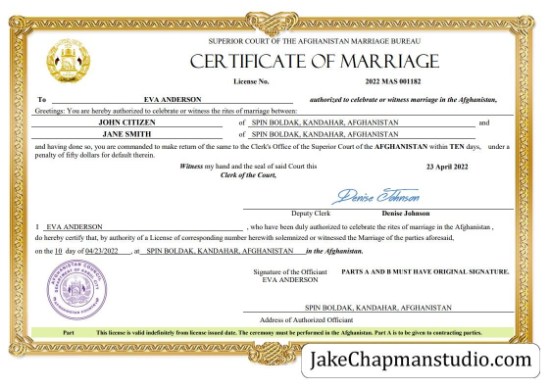 SUPERIOR COURT OF THE AFGHANISTAN MARRIAGE BUREAU
CERTIFICATE OF MARRIAGE
License No. 2022 MAS 001182
To EVA ANDERSON authorized to celebrate or witness marriage in the Afghanistan,
Greetings: You are hereby authorized to celebrate or witness the rites of marriage between:
JOHN CITIZEN of SPIN BOLDAK, KANDAHAR, AFGHANISTAN and
JANE SMITH of SPIN BOLDAK, KANDAHAR, AFGHANISTAN
and having done so, you are commanded to make return of the same to the Clerk's Office of the Superior Court of the AFGHANISTAN within TEN days, under a
penalty of fifty dollars for default therein.
Witness my hand and the seal of said Court this 23 April 2022
Clerk of the Court,
Denise Johnson
Deputy Clerk Denise Johnson
I EVA ANDERSON , who have been duly authorized to celebrate the rites of marriage in the Afghanistan ,
do hereby certify that, by authority of a License of corresponding number herewith solemnized or witnessed the Marriage of the parties aforesaid,
on the 10 day of 04/23/2022 , at SPIN BOLDAK, KANDAHAR, AFGHANISTAN in the Afghanistan.
Signature of the Officiant PARTS A AND B MUST HAVE ORIGINAL SIGNATURE.
EVA ANDERSON
SPIN BOLDAK, KANDAHAR, AFGHANISTAN
Address of Authorized Officiant
Part This license is valid indefinitely from license issued date. The ceremony must be performed in the Afghanistan. Part A is to be given to contracting parties.
JakeChapmanstudio.com